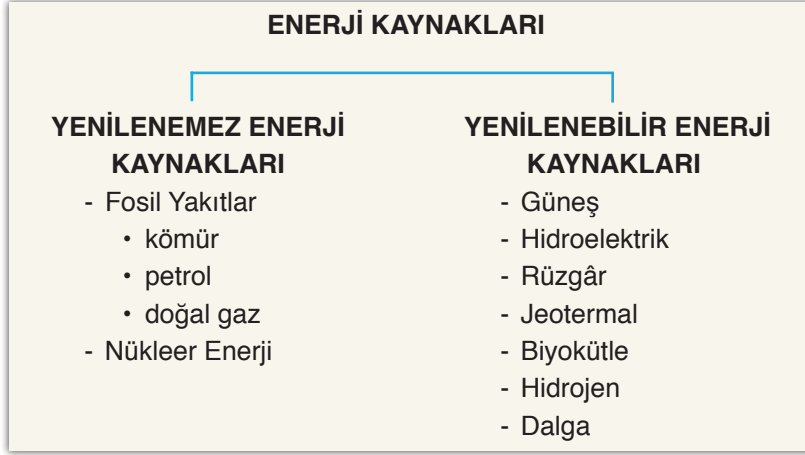 ENERJİ KAYNAKLARI
YENİLENEMEZ ENERJİ
KAYNAKLARI
- Fosil Yakıtlar
• kömür
• petrol
• doğal gaz
- Nükleer Enerji
YENİLENEBİLİR ENERJİ
KAYNAKLARI
- Güneş
- Hidroelektrik
- Rüzgâr
- Jeotermal
- Biyokütle
- Hidrojen
- Dalga